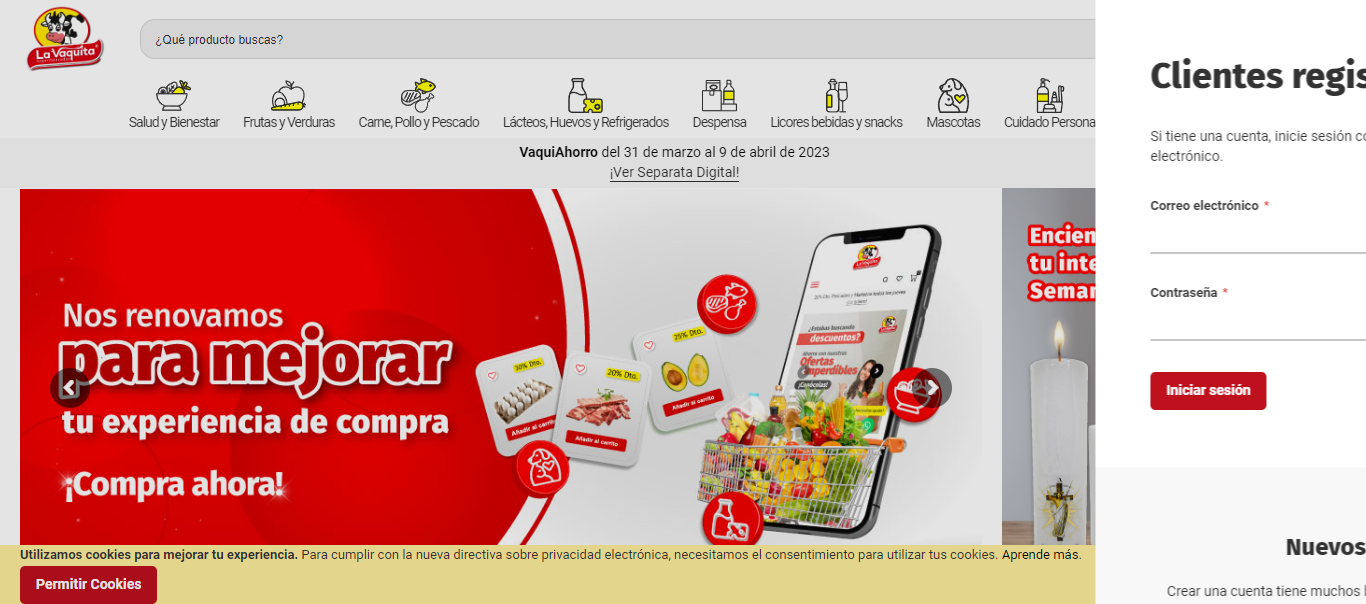 La Vaquita
¿Qué producto buscas?
Salud y Bienestar
Frutas y Verduras
Carne, Pollo y Pescado
Lácteos, Huevos y Refrigerados
Despensa
Licores bebidas y snacks
Mascotas
Cuidado Persona
VaquiAhorro del 31 de marzo al 9 de abril de 2023
¡Ver Separata Digital!
Nos renovamos
para mejorar
tu experiencia de compra
¡Compra ahora!
30% Dto.
Añadir al carrito
20% Dto.
Añadir al carrito
25% Dto.
Añadir al carrito
La Vaquita
¿Estabas buscando
descuentos?
Ahorre con nuestras
Ofertas
imperdibles
¡Conócelas!
Encien
tu inte
Seman
Utilizamos cookies para mejorar tu experiencia. Para cumplir con la nueva directiva sobre privacidad electrónica, necesitamos el consentimiento para utilizar tus cookies. Aprende más.
Permitir Cookies
Clientes regis
Si tiene una cuenta, inicie sesión co
electrónico.
Correo electrónico *
Contraseña *
Iniciar sesión
Nuevos
Crear una cuenta tiene muchos